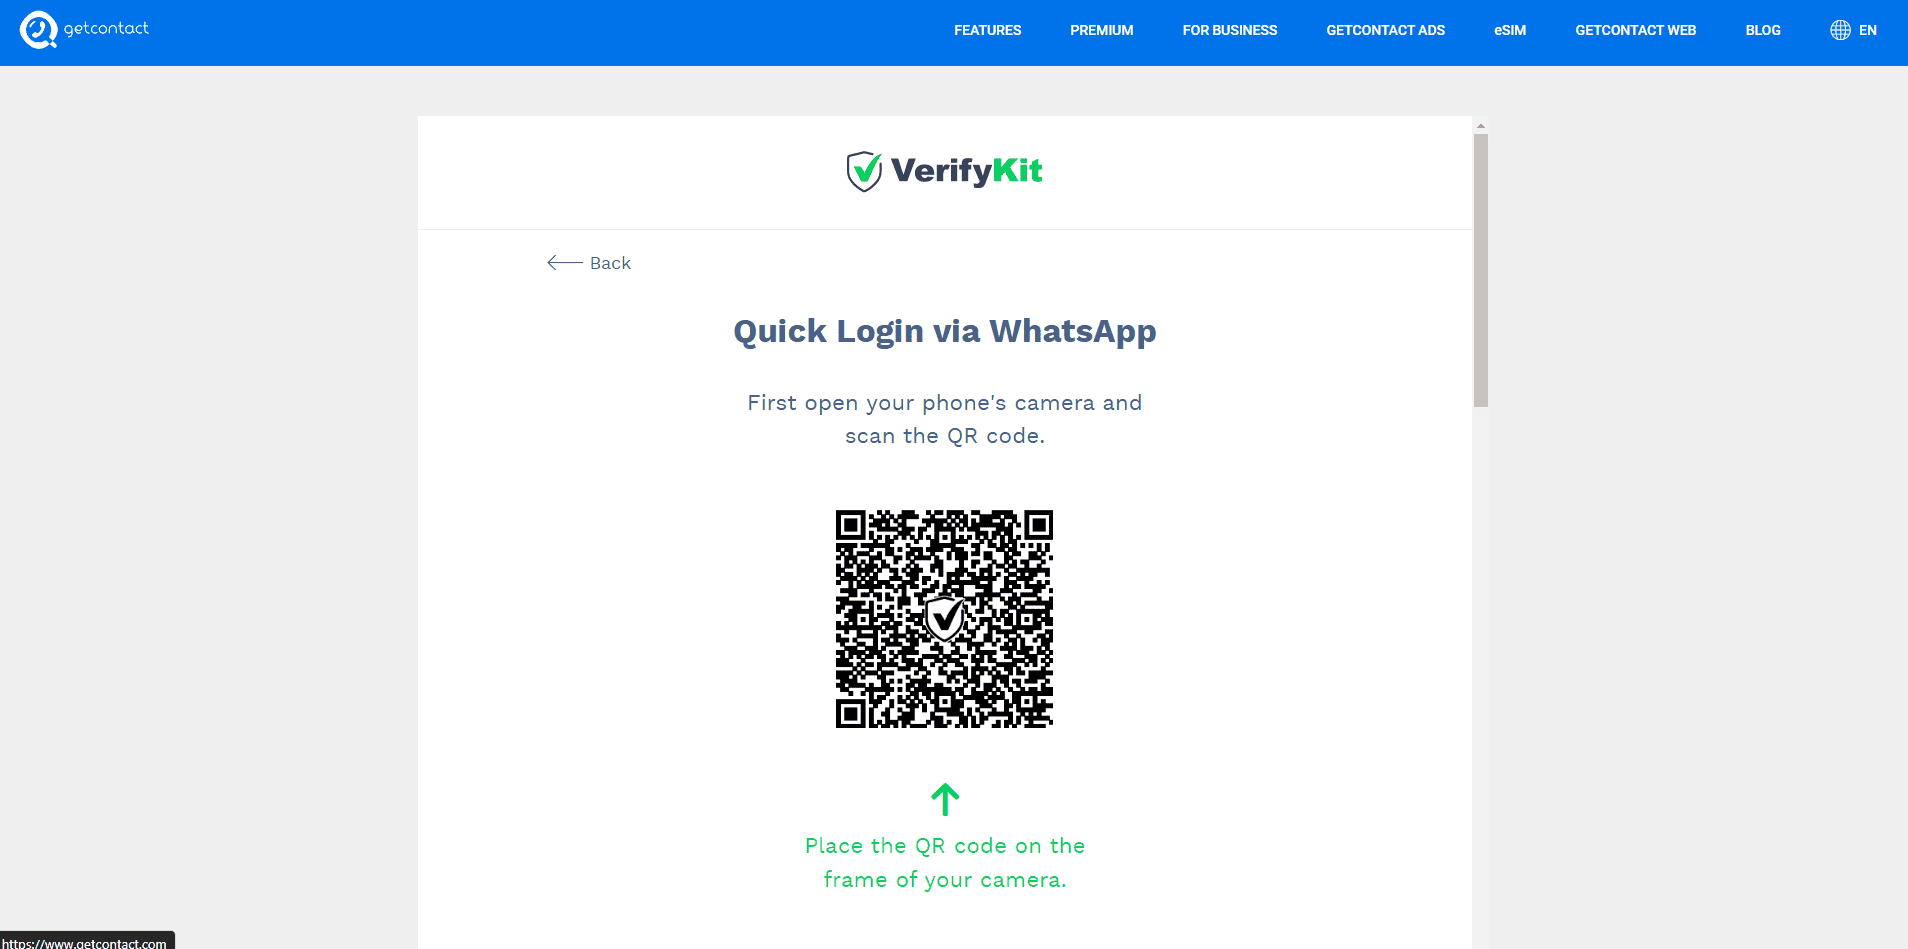 getcontact
FEATURES
PREMIUM
FOR BUSINESS
GETCONTACT ADS
eSIM
GETCONTACT WEB
BLOG
EN
VerifyKit
Back
Quick Login via WhatsApp
First open your phone's camera and
scan the QR code.
Place the QR code on the
frame of your camera.
https://www.getcontact.com